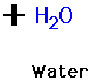 + H₂O
Water